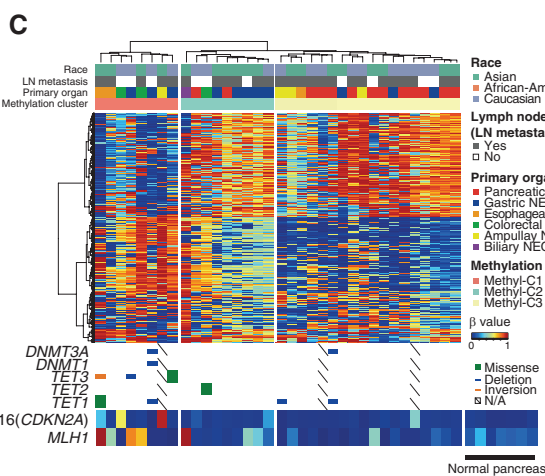 C
Race
LN metastasis
Primary organ
Methylation cluster
Race
Asian
African-Am
Caucasian
Lymph node
(LN metasta
Yes
No
Primary orga
Pancreatic
Gastric NE
Esophagea
Colorectal
Ampullay N
Biliary NEC
Methylation
Methyl-C1
Methyl-C2
Methyl-C3
β value
0 1
DNMT3A
DNMT1
TET3
TET2
TET1
16(CDKN2A)
MLH1
Missense
Deletion
Inversion
N/A
Normal pancreas